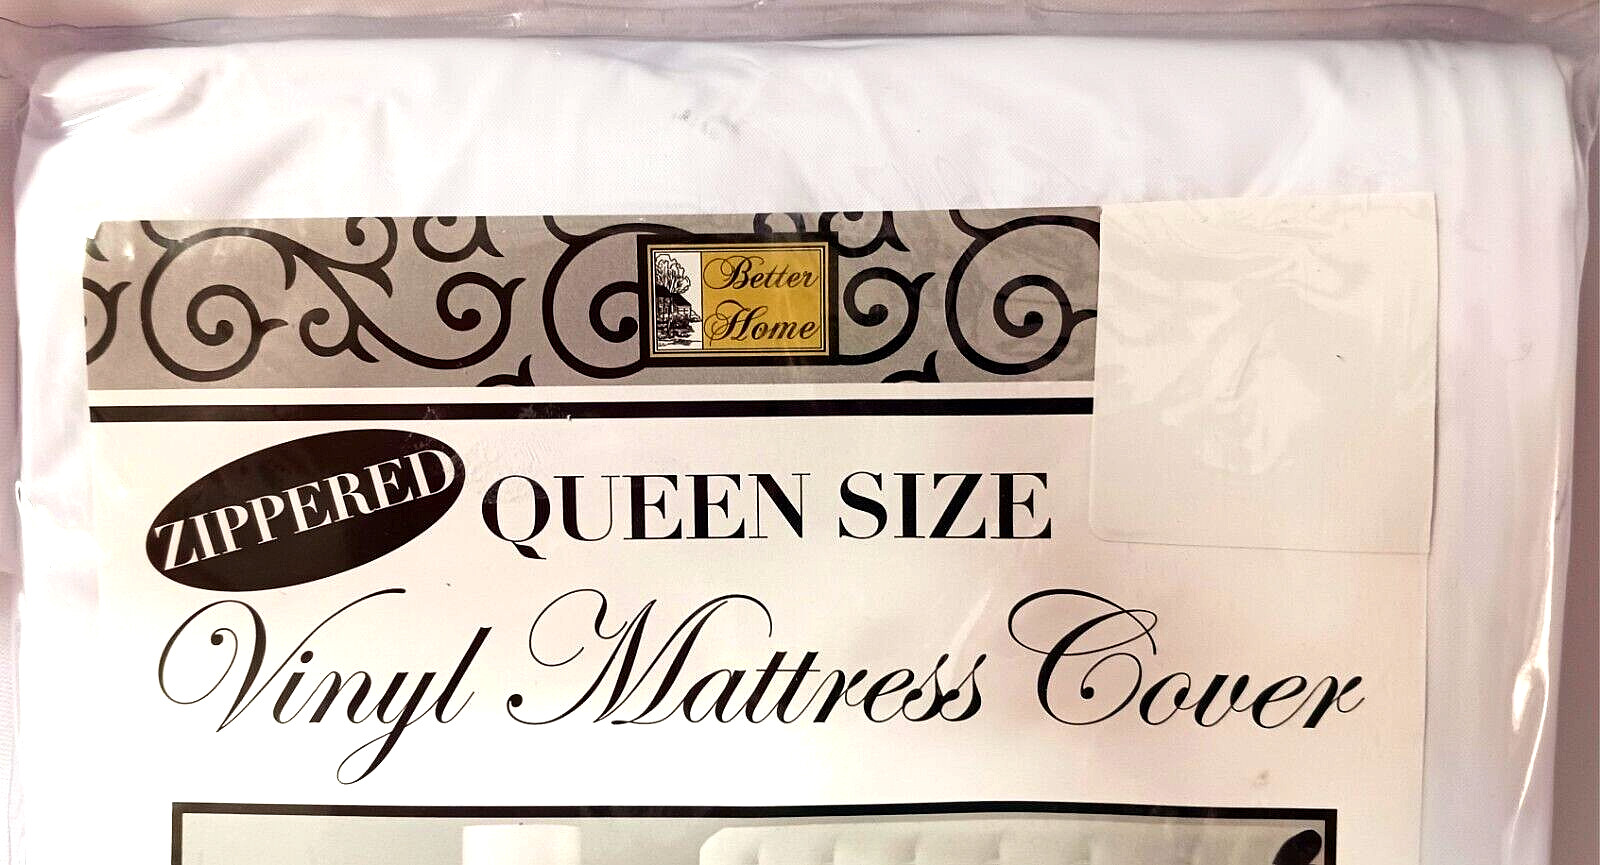 Better
Home
ZIPPERED QUEEN SIZE
Vinyl Mattress Cover